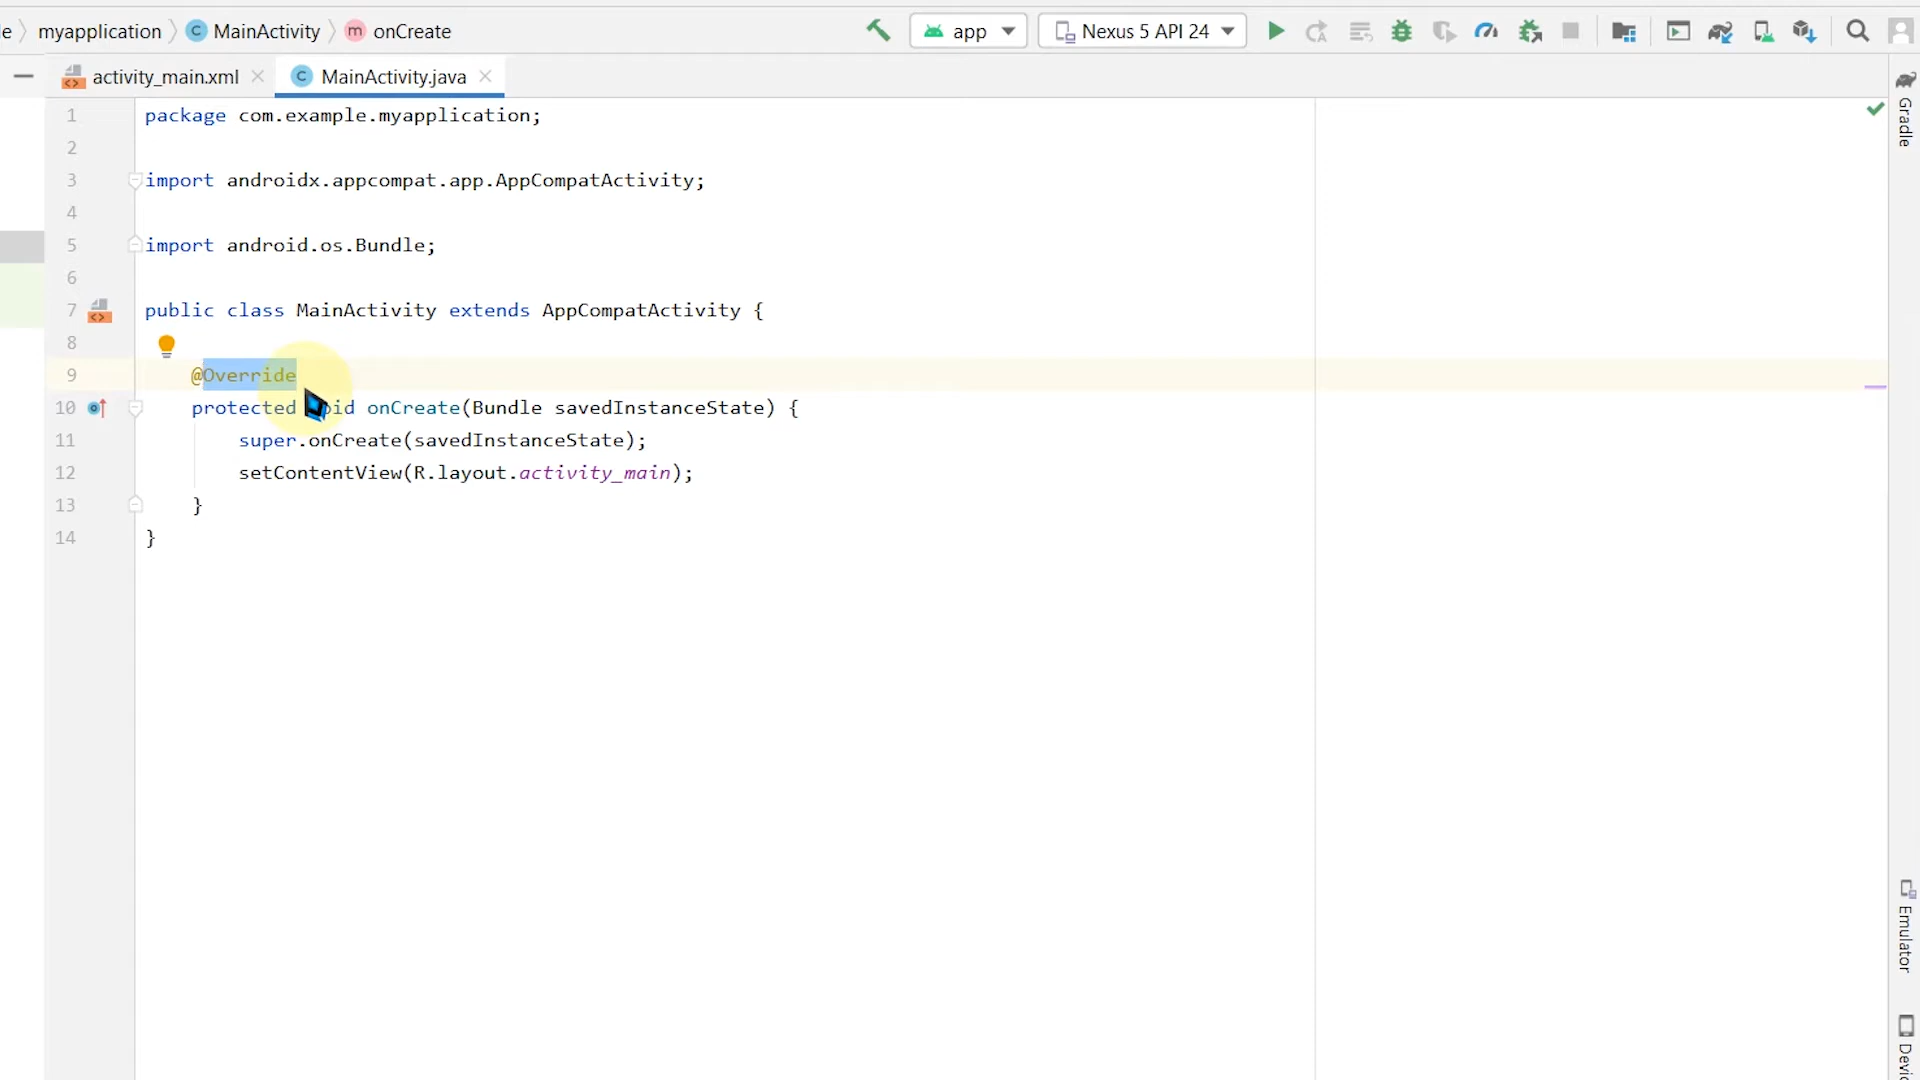 le myapplication MainActivity m onCreate app Nexus 5 API 24
activity_main.xml C MainActivity.java
1 package com.example.myapplication;
2
3 import androidx.appcompat.app.AppCompatActivity;
4
5 import android.os.Bundle;
6
7 public class MainActivity extends AppCompatActivity {
8
9 @Override
10 protected void onCreate(Bundle savedInstanceState) {
11 super.onCreate(savedInstanceState);
12 setContentView(R.layout.activity_main);
13 }
14 }
Gradle
Emulator